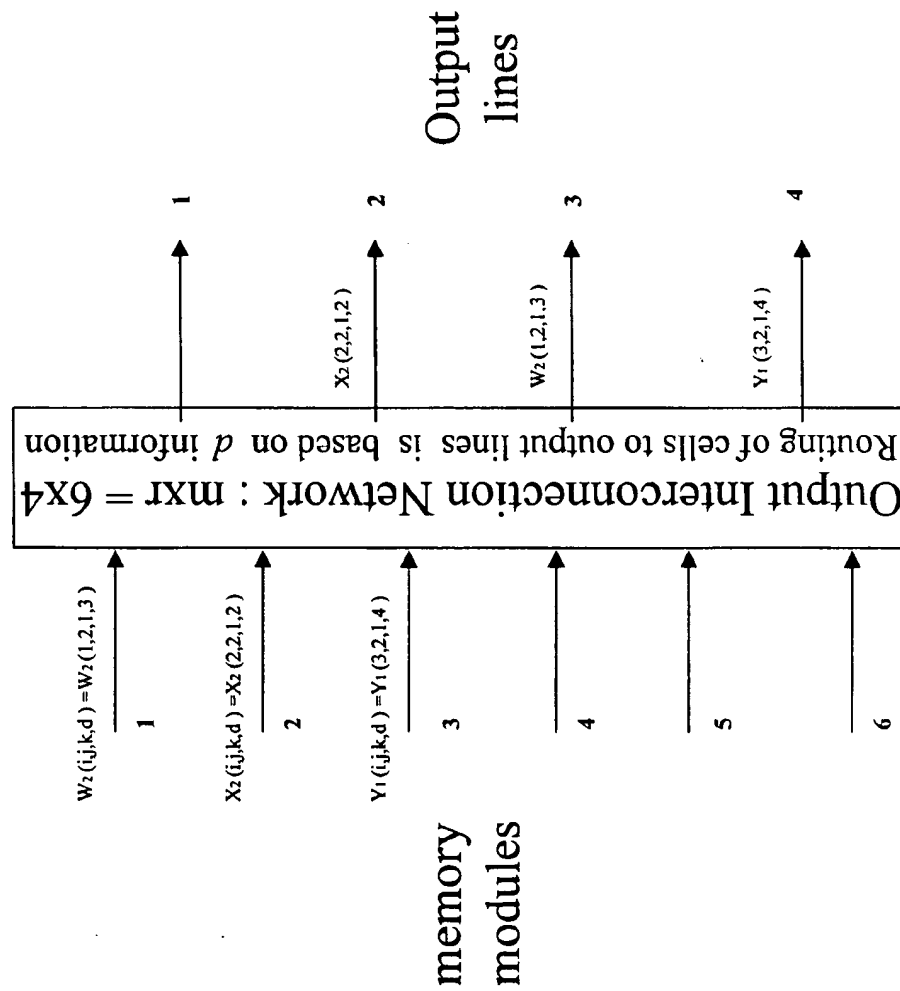 memory
modules
W2 (i,j,k,d ) =W2 (1,2,1,3 )
1
X2 (i,j,k,d ) =X2 (2,2,1,2 )
2
Y1 (i,j,k,d ) =Y1 (3,2,1,4 )
3
4
5
6
Output Interconnection Network : mxr = 6x4
Routing of cells to output lines is based on d information
1
X2 (2,2,1,2 )
2
W2 (1,2,1.3 )
3
Y1 (3,2,1,4 )
4
Output
lines